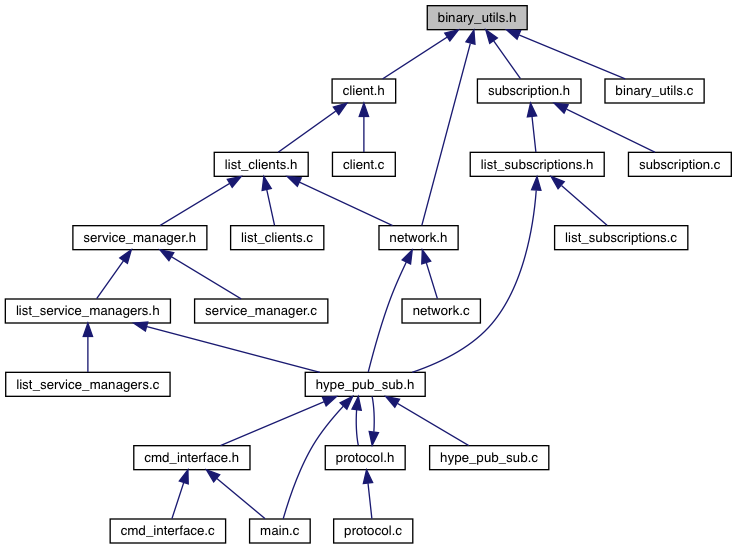 binary_utils.h
client.h
subscription.h
binary_utils.c
list_clients.h
client.c
list_subscriptions.h
subscription.c
service_manager.h
list_clients.c
network.h
list_subscriptions.c
list_service_managers.h
service_manager.c
network.c
list_service_managers.c
hype_pub_sub.h
cmd_interface.h
protocol.h
hype_pub_sub.c
cmd_interface.c
main.c
protocol.c